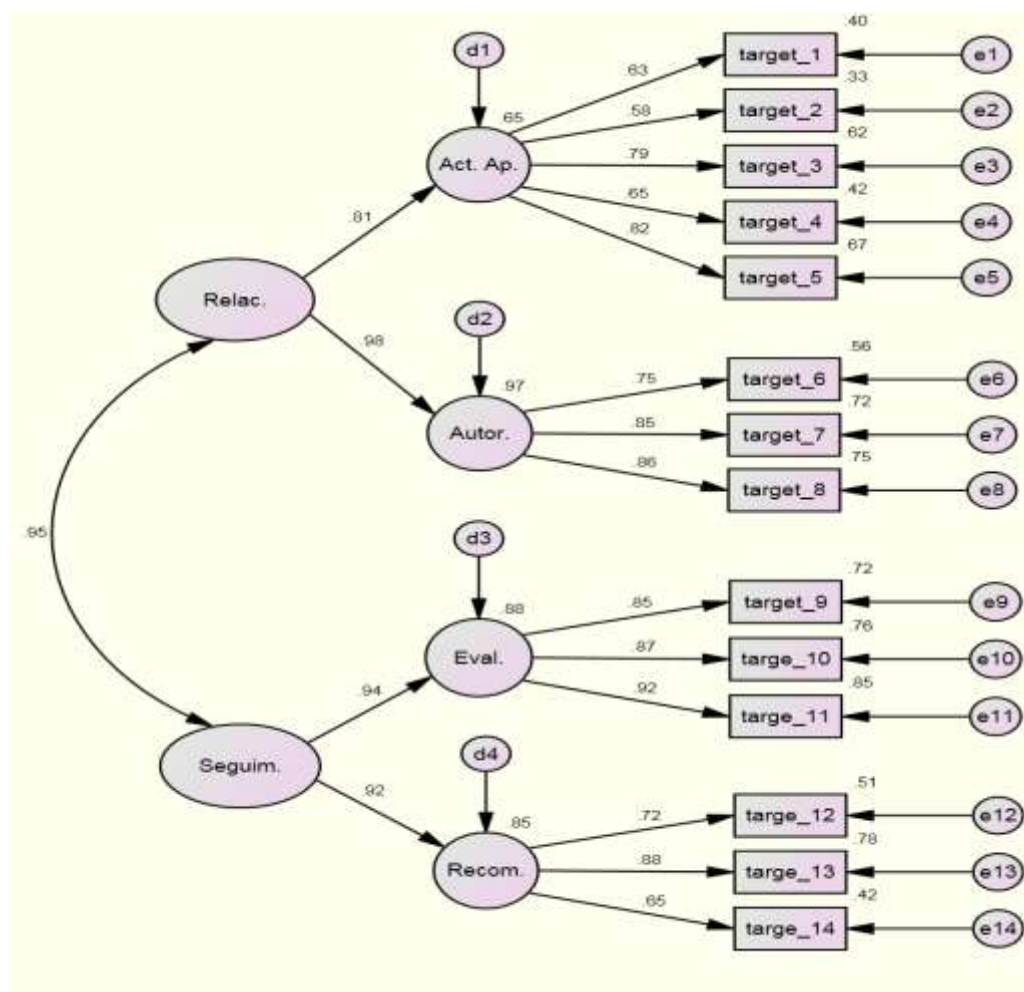 .40
d1
target_1
e1
.63
.33
.65
.58
target_2
e2
.62
Act. Ap.
.79
target_3
e3
.42
.65
target_4
e4
.81
.82
.67
target_5
e5
Relac.
d2
.98
.56
.97
.75
target_6
e6
.72
Autor.
.85
target_7
e7
.75
.86
target_8
e8
.95
d3
.72
.88
.85
target_9
e9
.76
Eval.
.87
targe_10
e10
.94
.92
.85
targe_11
e11
Seguim.
d4
.92
.51
.85
.72
targe_12
e12
.78
Recom.
.88
targe_13
e13
.42
.65
targe_14
e14